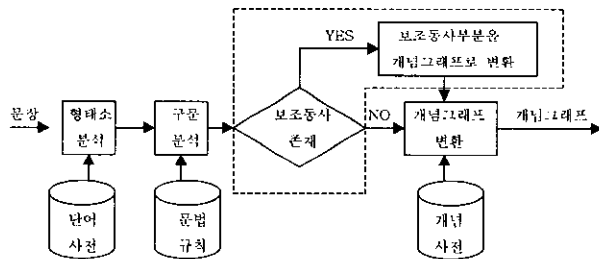 YES
보조동사부분을
개념그래프로 변환
문장
형태소
분석
구문
분석
보조동사
존재
NO
개념그래프
변환
개념그래프
단어
사전
문법
규칙
개념
사전